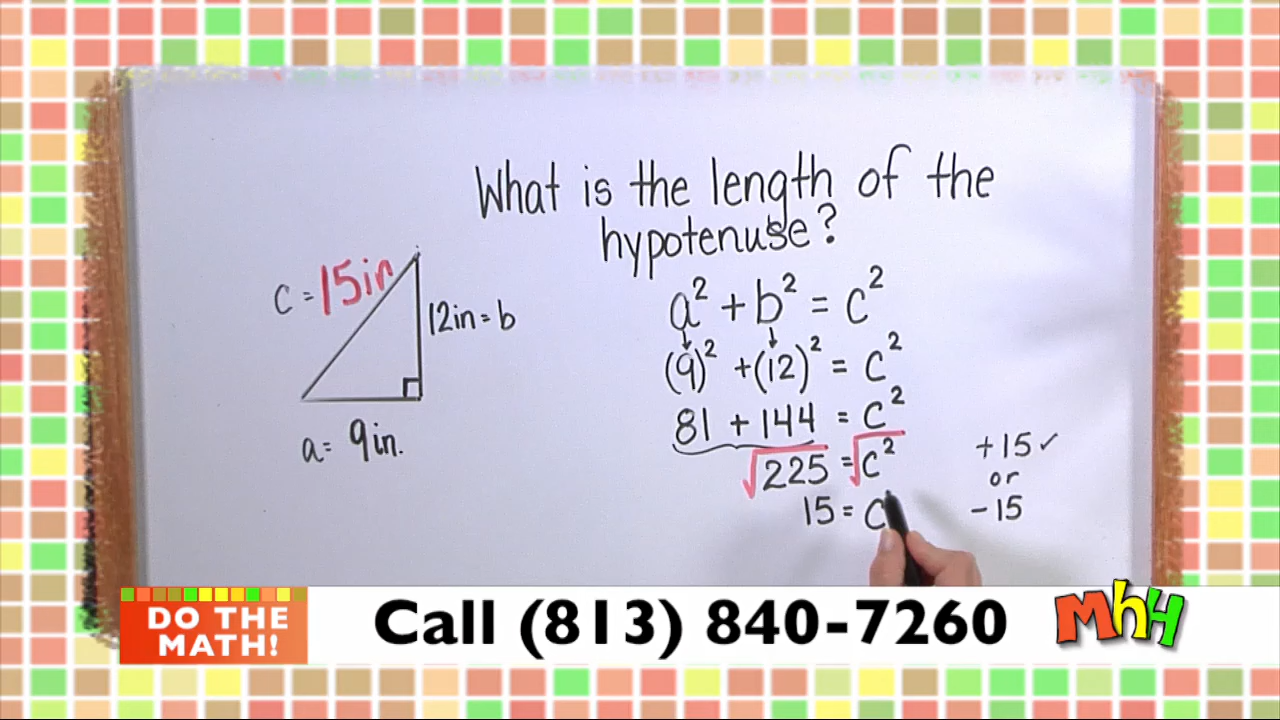 What is the length of the
hypotenuse?
c = 15in
12in = b
a = 9in.
a² + b² = c²
(9)² + (12)² = c²
81 + 144 = c²
√225 = √c²
15 = c
+15 ✓
or
-15
DO THE
MATH!
Call (813) 840-7260
Mh4